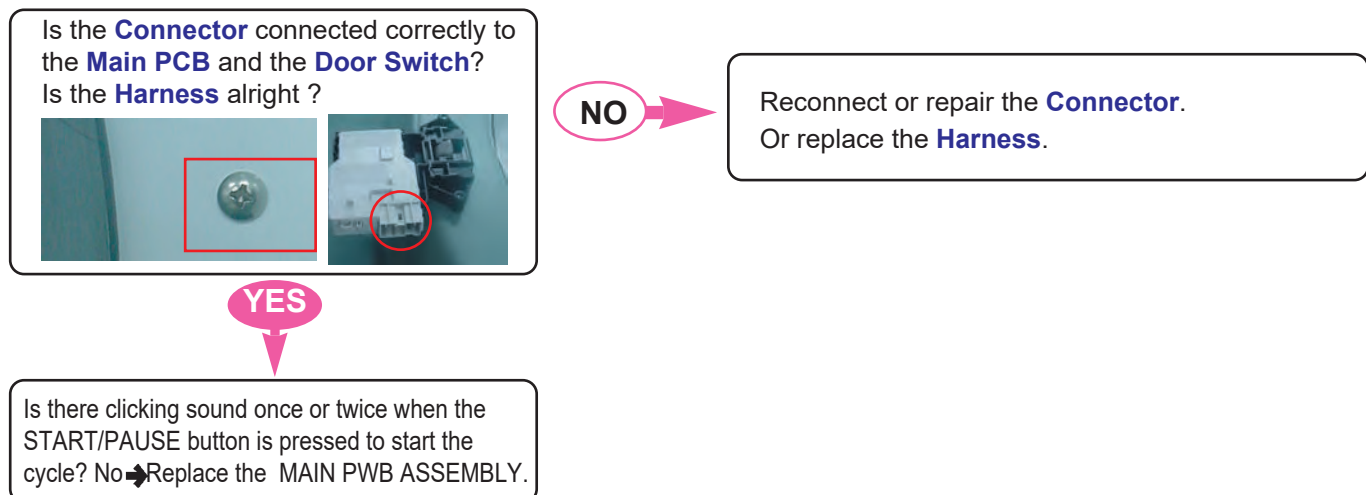 Is the Connector connected correctly to
the Main PCB and the Door Switch?
Is the Harness alright ?
NO
Reconnect or repair the Connector.
Or replace the Harness.
YES
Is there clicking sound once or twice when the
START/PAUSE button is pressed to start the
cycle? No➔Replace the MAIN PWB ASSEMBLY.